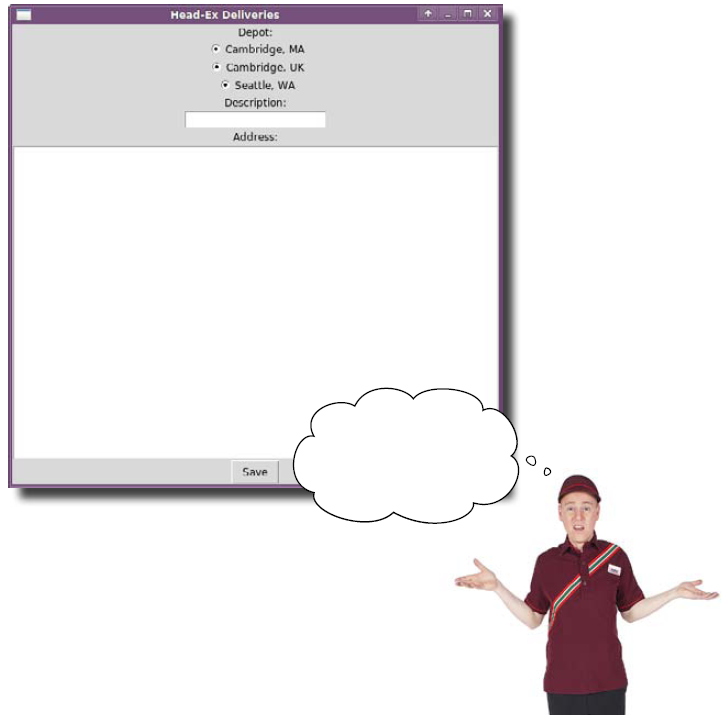 Head-Ex Deliveries
Depot:
Cambridge, MA
Cambridge, UK
Seattle, WA
Description:
Address:
Save